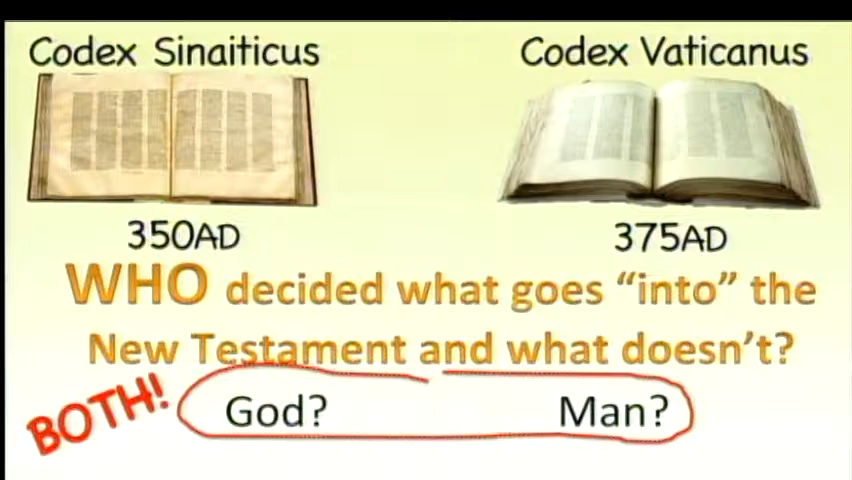 Codex Sinaiticus
Codex Vaticanus
350AD
375AD
WHO decided what goes “into” the
New Testament and what doesn’t?
BOTH!
God?
Man?